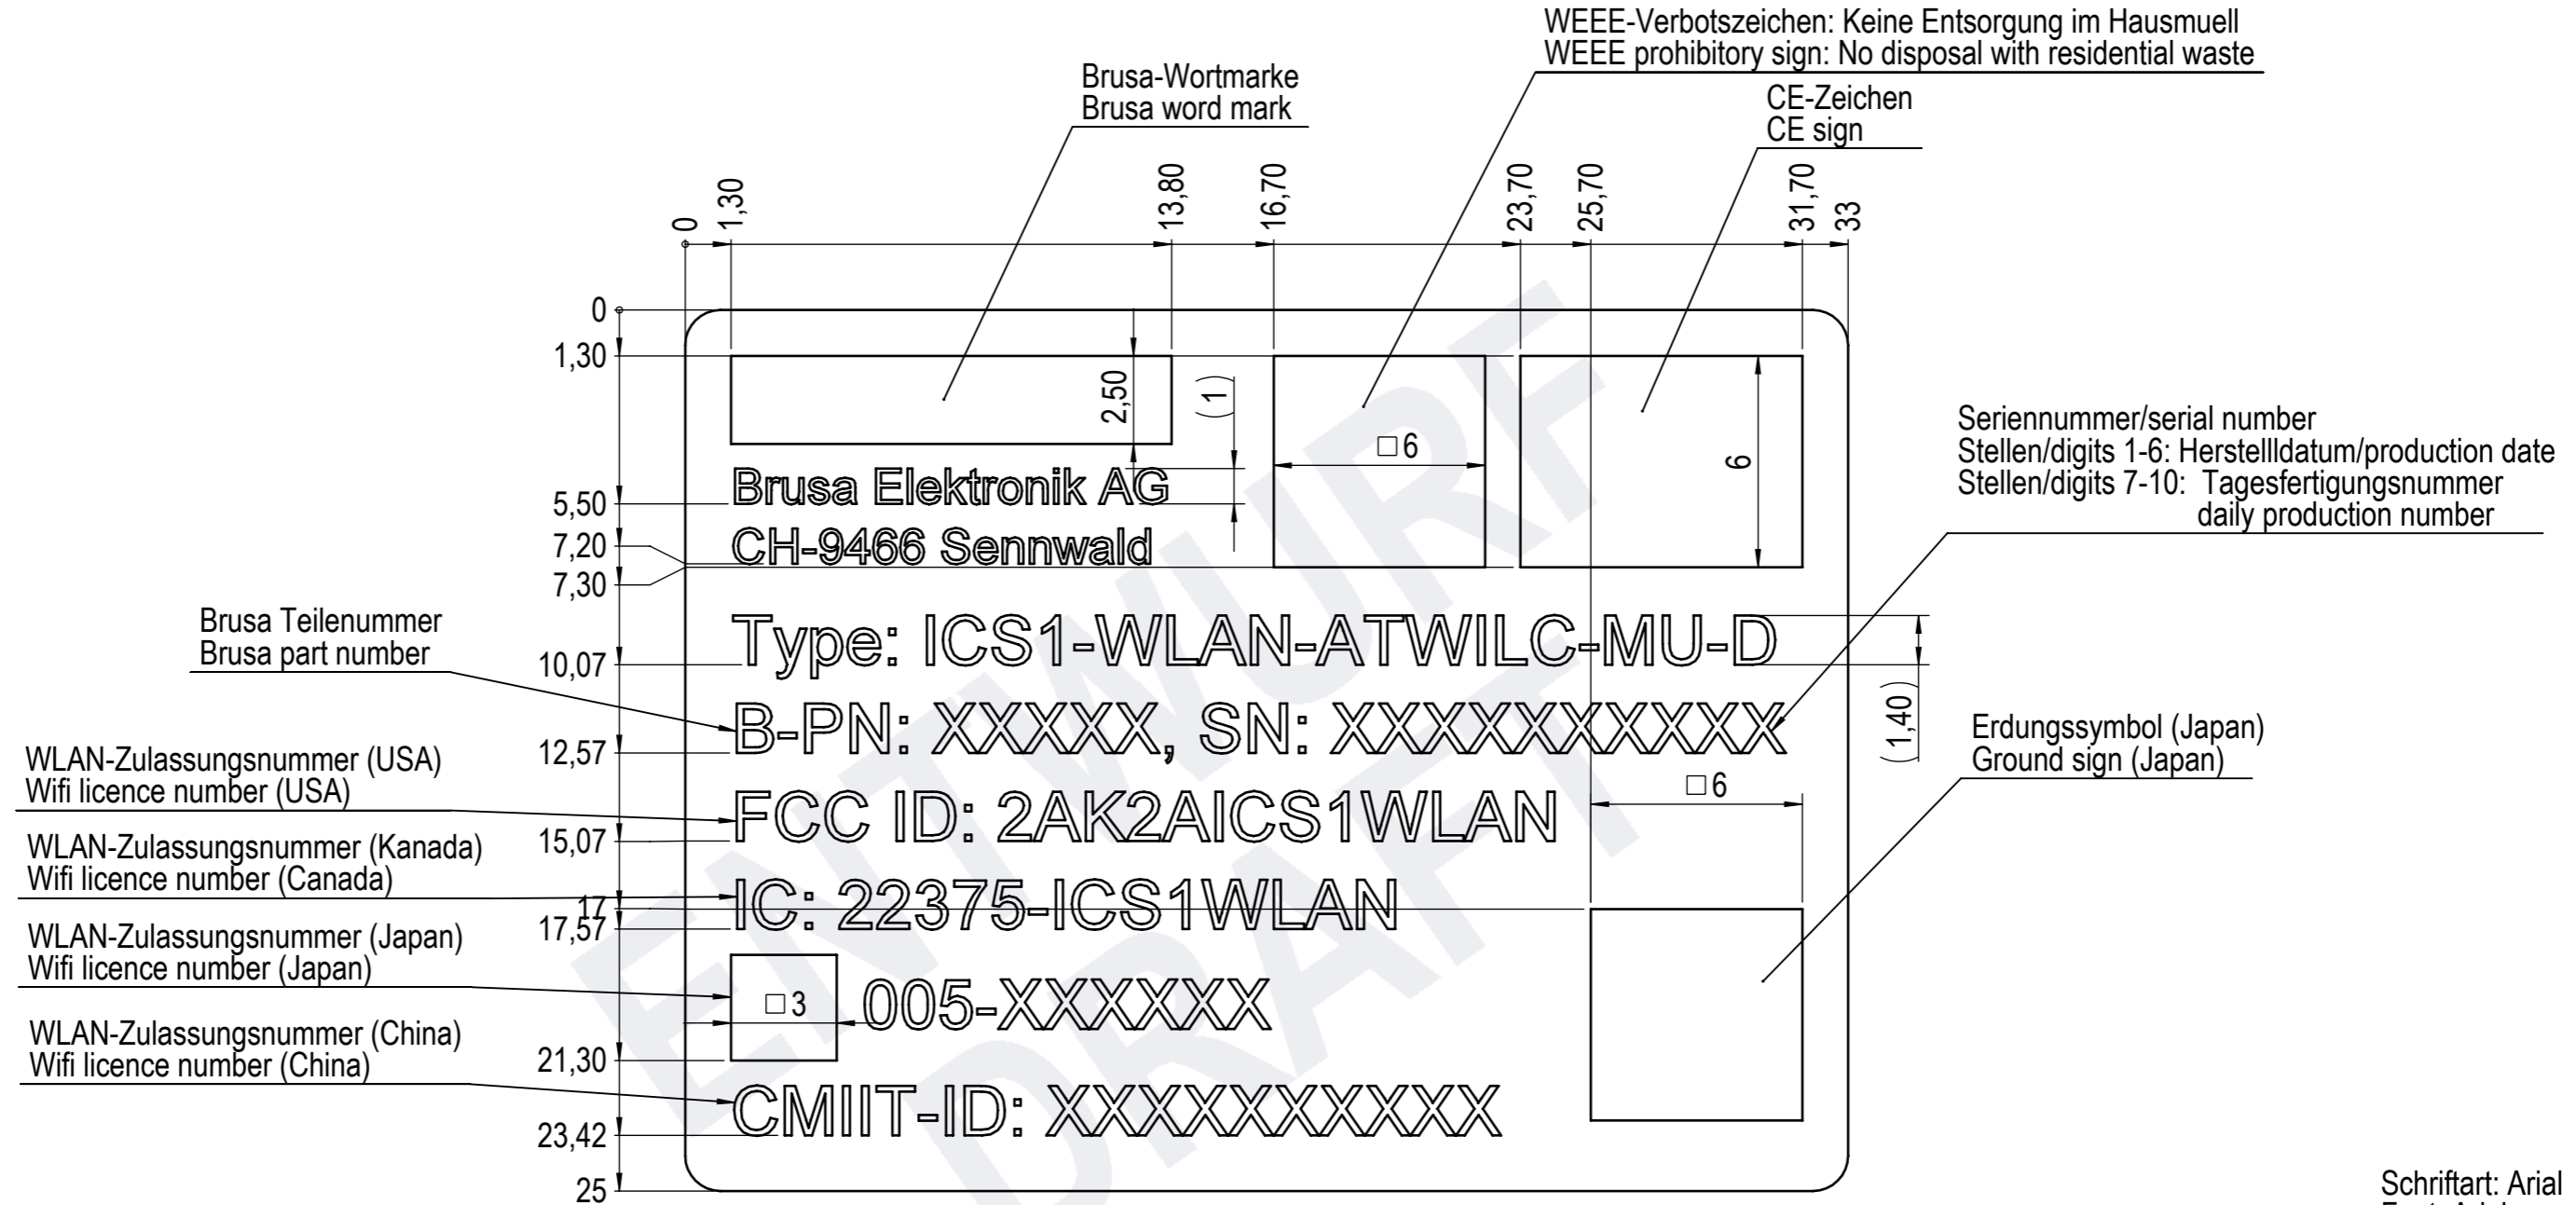 WEEE-Verbotszeichen: Keine Entsorgung im Hausmuell
WEEE prohibitory sign: No disposal with residential waste
Brusa-Wortmarke
Brusa word mark
CE-Zeichen
CE sign
0
1,30
13,80
16,70
23,70
25,70
31,70
33
0
1,30
2,50
(1)
□6
6
Seriennummer/serial number
Stellen/digits 1-6: Herstellldatum/production date
Stellen/digits 7-10: Tagesfertigungsnummer
daily production number
Brusa Elektronik AG
5,50
CH-9466 Sennwald
7,20
7,30
Brusa Teilenummer
Brusa part number
Type: ICS1-WLAN-ATWILC-MU-D
10,07
(1,40)
B-PN: XXXXX, SN: XXXXXXXXXX
12,57
Erdungssymbol (Japan)
Ground sign (Japan)
□6
WLAN-Zulassungsnummer (USA)
Wifi licence number (USA)
FCC ID: 2AK2AICS1WLAN
15,07
WLAN-Zulassungsnummer (Kanada)
Wifi licence number (Canada)
IC: 22375-ICS1WLAN
17
17,57
WLAN-Zulassungsnummer (Japan)
Wifi licence number (Japan)
□3
005-XXXXXX
21,30
WLAN-Zulassungsnummer (China)
Wifi licence number (China)
CMIIT-ID: XXXXXXXXXX
23,42
25
ENTWURF
DRAFT
Schriftart: Arial